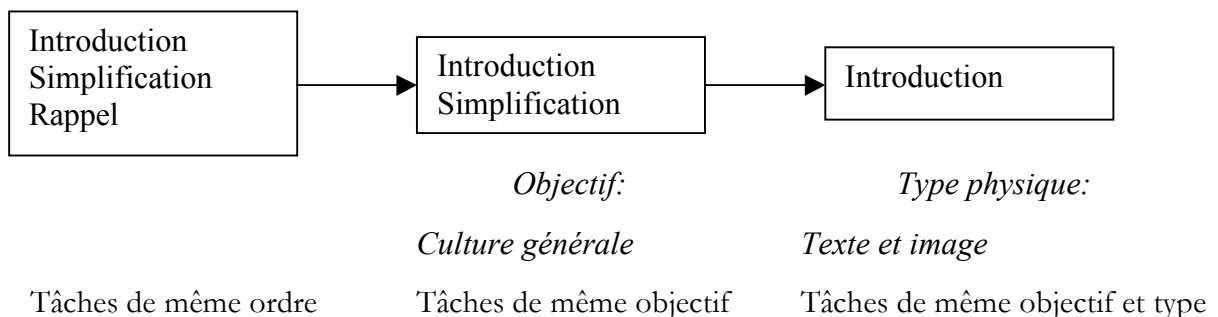 Introduction
Simplification
Rappel
Introduction
Simplification
Introduction
Objectif:
Type physique:
Culture générale
Texte et image
Tâches de même ordre
Tâches de même objectif
Tâches de même objectif et type